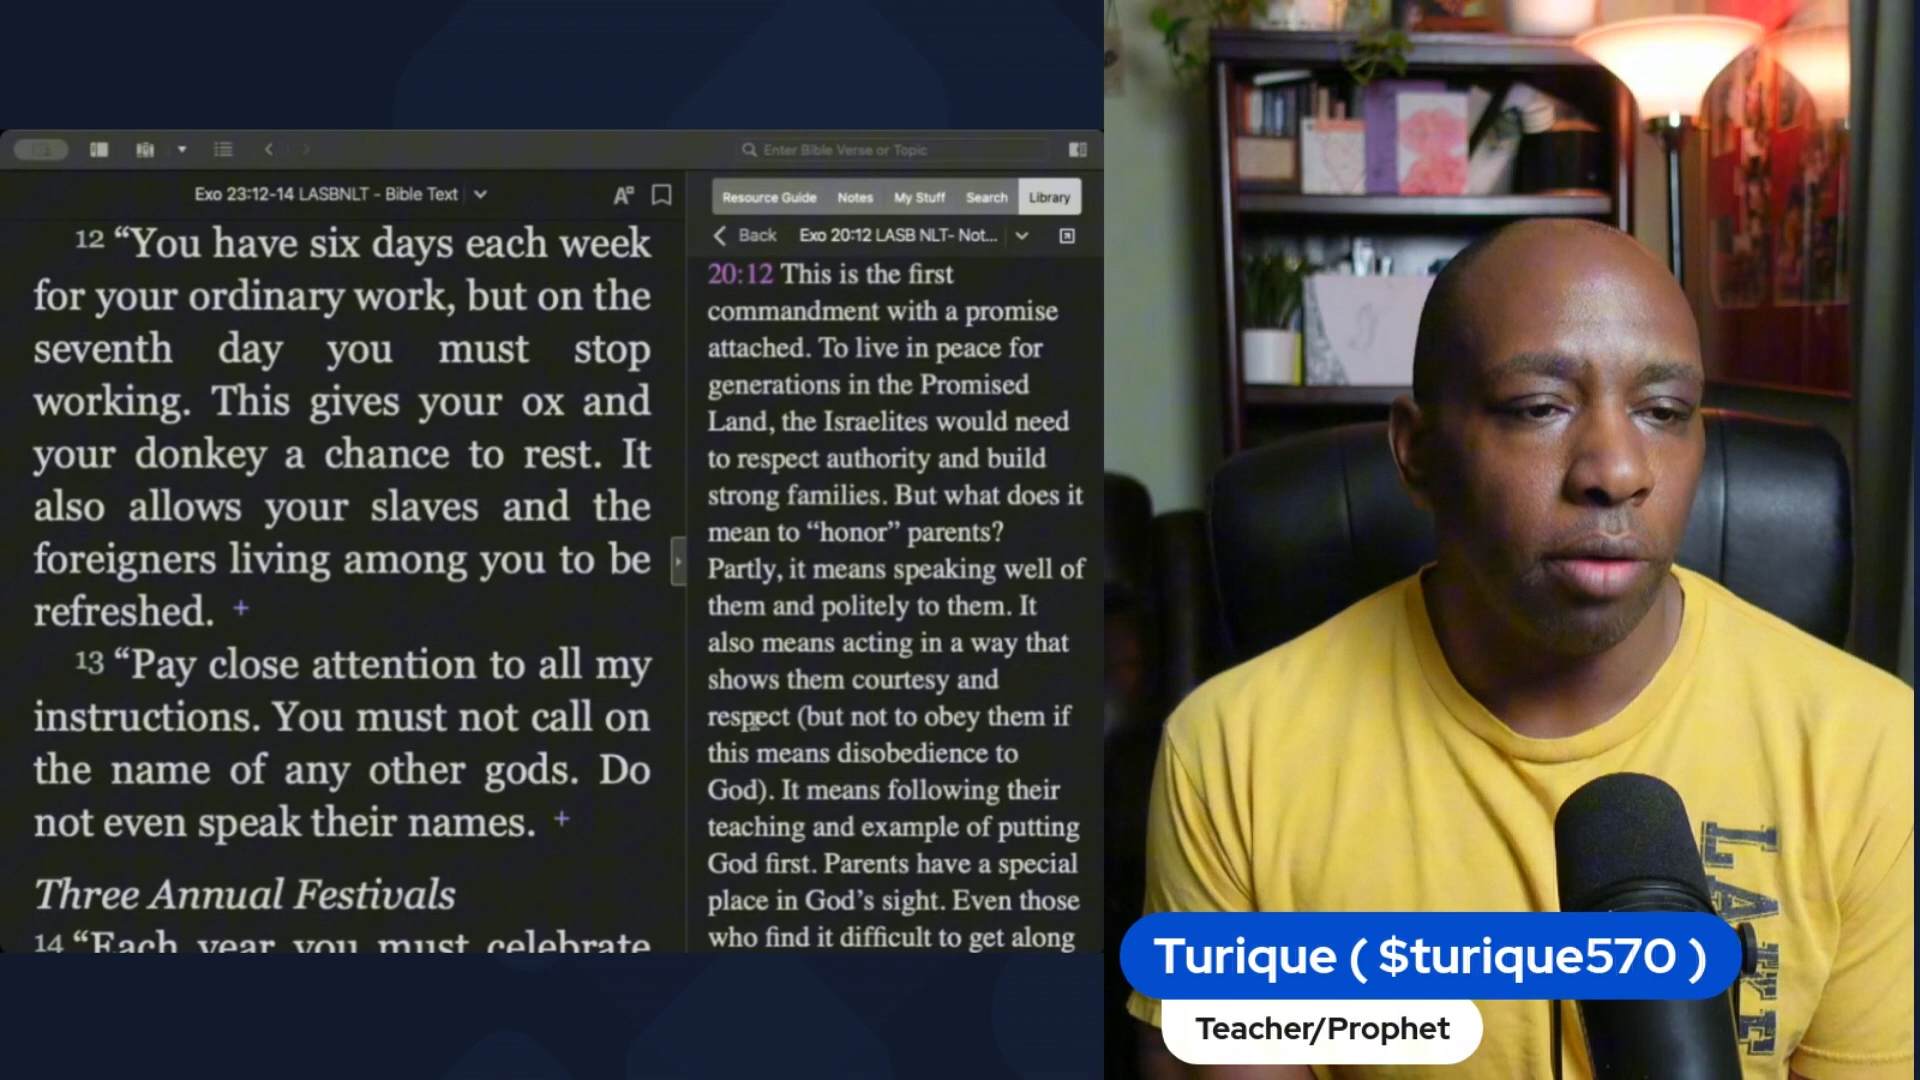 Enter Bible Verse or Topic
Exo 23:12-14 LASBNLT - Bible Text
12 “You have six days each week
for your ordinary work, but on the
seventh day you must stop
working. This gives your ox and
your donkey a chance to rest. It
also allows your slaves and the
foreigners living among you to be
refreshed. +
13 “Pay close attention to all my
instructions. You must not call on
the name of any other gods. Do
not even speak their names. +
Three Annual Festivals
14 “Each year you must celebrate
Resource Guide Notes My Stuff Search Library
Back Exo 20:12 LASB NLT- Not...
20:12 This is the first
commandment with a promise
attached. To live in peace for
generations in the Promised
Land, the Israelites would need
to respect authority and build
strong families. But what does it
mean to “honor” parents?
Partly, it means speaking well of
them and politely to them. It
also means acting in a way that
shows them courtesy and
respect (but not to obey them if
this means disobedience to
God). It means following their
teaching and example of putting
God first. Parents have a special
place in God’s sight. Even those
who find it difficult to get along
Turique ( $turique570 )
Teacher/Prophet